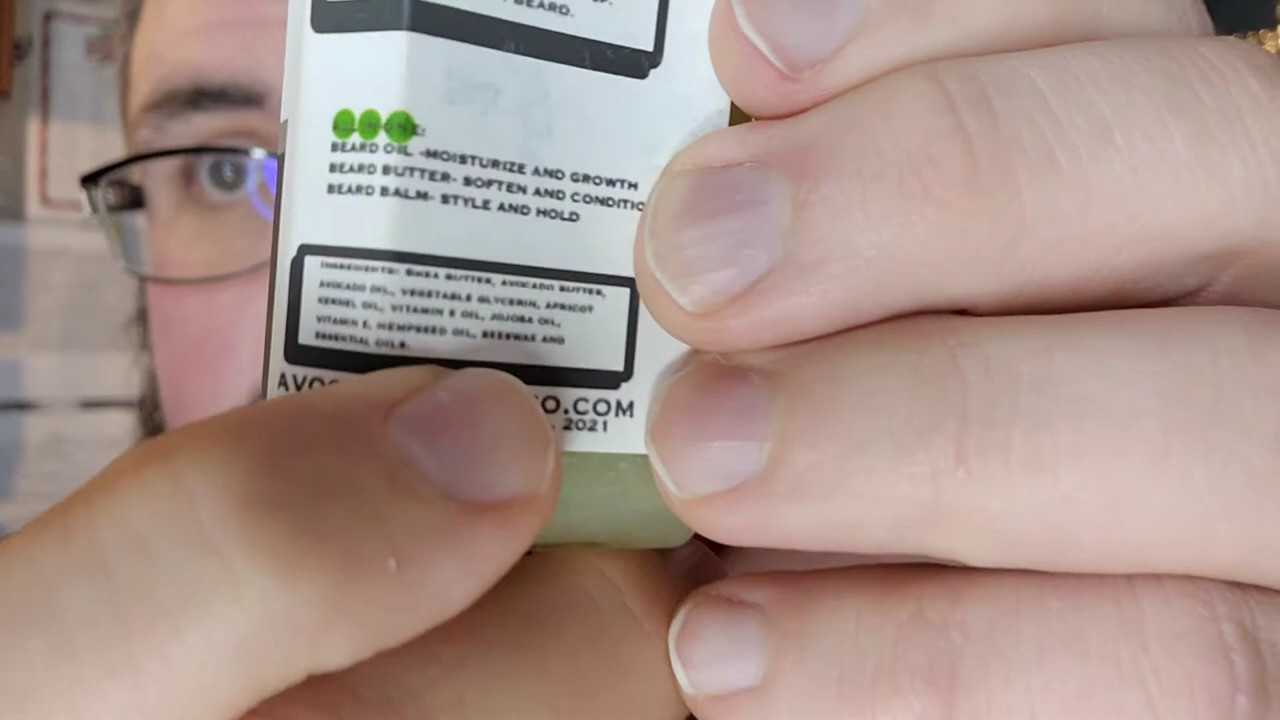 BEARD.
BEARD OIL -MOISTURIZE AND GROWTH
BEARD BUTTER- SOFTEN AND CONDITIO
BEARD BALM- STYLE AND HOLD
INGREDIENTS: SHEA BUTTER, AVOCADO BUTTER,
AVOCADO OIL, VEGETABLE GLYCERIN, APRICOT
KERNEL OIL, VITAMIN E OIL, JOJOBA OIL,
VITAMIN E, HEMPSEED OIL, BEESWAX AND
ESSENTIAL OILS.
O.COM
2021